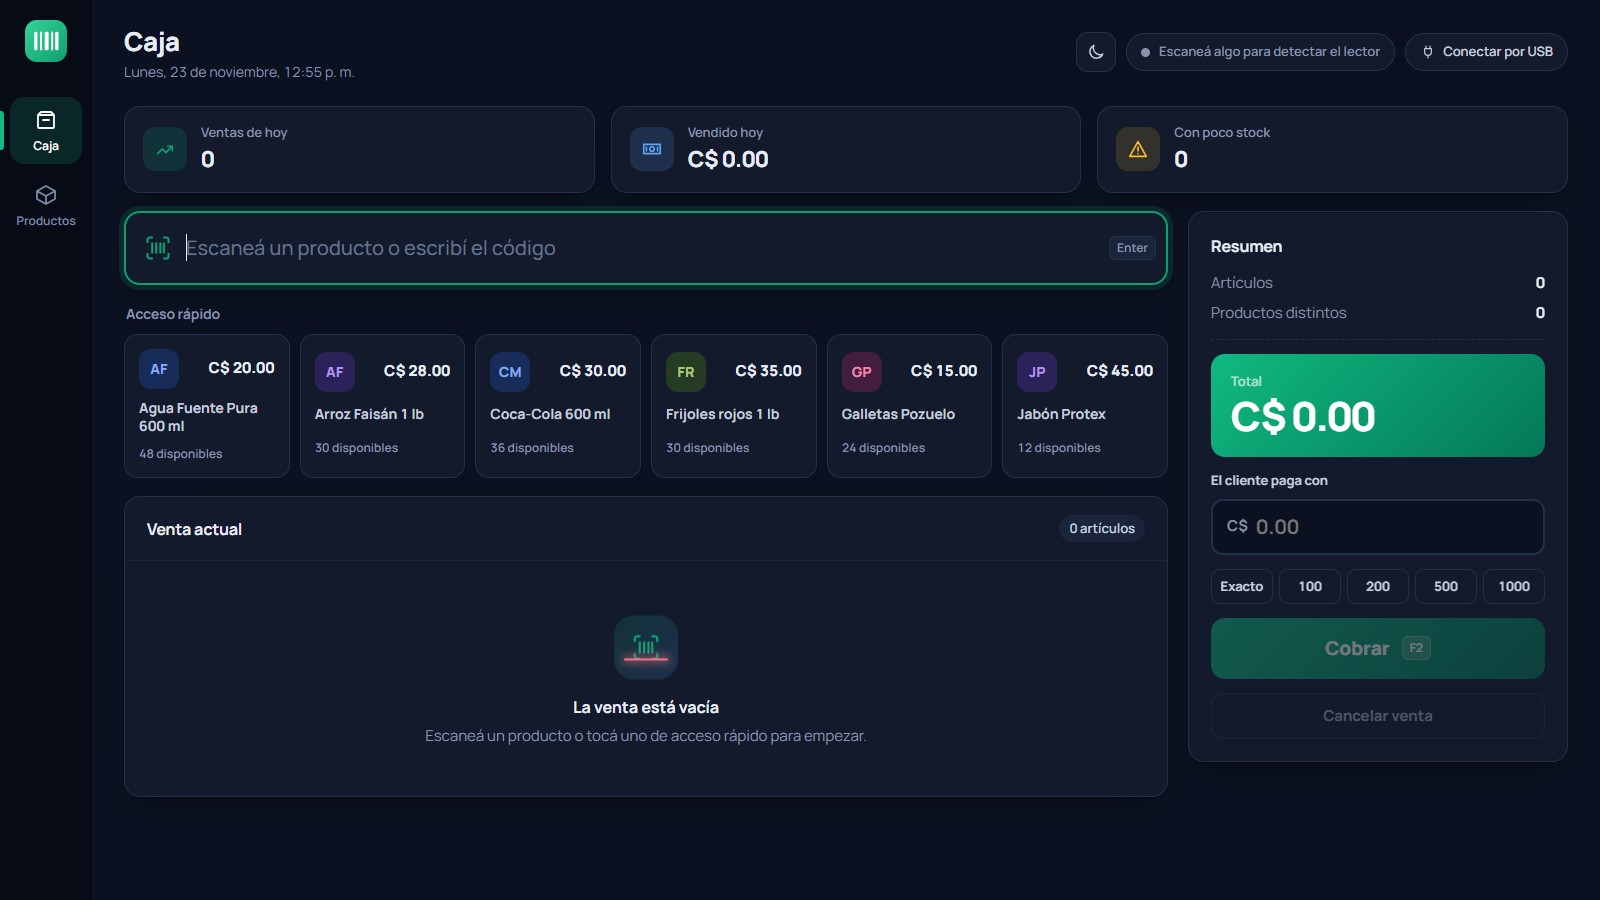 Caja
Lunes, 23 de noviembre, 12:55 p. m.
Escaneá algo para detectar el lector
Conectar por USB
Caja
Productos
Ventas de hoy
0
Vendido hoy
C$ 0.00
Con poco stock
0
Escaneá un producto o escribí el código
Enter
Acceso rápido
AF
C$ 20.00
Agua Fuente Pura
600 ml
48 disponibles
AF
C$ 28.00
Arroz Faisán 1 lb
30 disponibles
CM
C$ 30.00
Coca-Cola 600 ml
36 disponibles
FR
C$ 35.00
Frijoles rojos 1 lb
30 disponibles
GP
C$ 15.00
Galletas Pozuelo
24 disponibles
JP
C$ 45.00
Jabón Protex
12 disponibles
Venta actual
0 artículos
La venta está vacía
Escaneá un producto o tocá uno de acceso rápido para empezar.
Resumen
Artículos 0
Productos distintos 0
Total
C$ 0.00
El cliente paga con
C$ 0.00
Exacto 100 200 500 1000
Cobrar F2
Cancelar venta